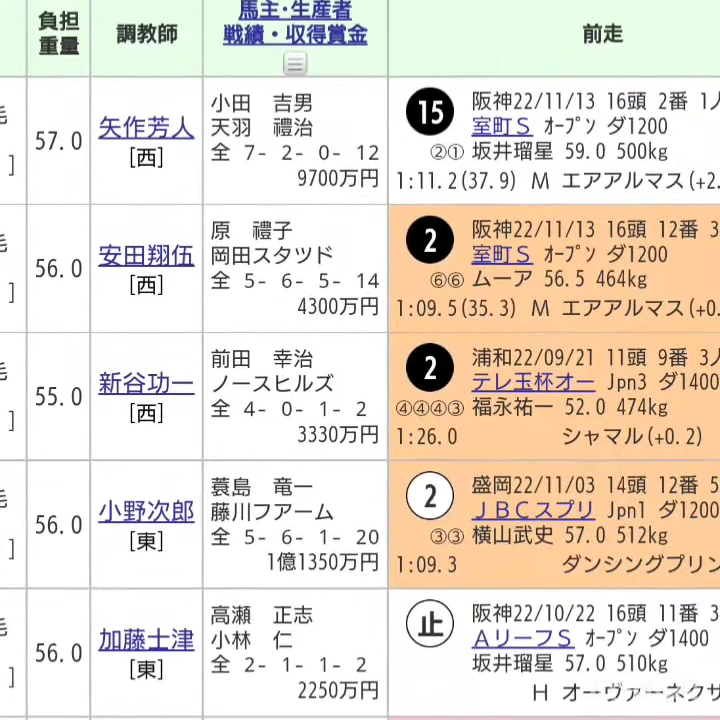 負担
重量
調教師
馬主･生産者
戦績・収得賞金
前走
57.0
矢作芳人
[西]
小田　吉男
天羽　禮治
全 7- 2- 0- 12
9700万円
15
阪神22/11/13 16頭 2番 1人
室町Ｓ ｵｰﾌﾟﾝ ダ1200
②① 坂井瑠星 59.0 500kg
1:11.2(37.9) M エアアルマス(+2.
56.0
安田翔伍
[西]
原　禮子
岡田スタツド
全 5- 6- 5- 14
4300万円
2
阪神22/11/13 16頭 12番 3
室町Ｓ ｵｰﾌﾟﾝ ダ1200
⑥⑥ ムーア 56.5 464kg
1:09.5(35.3) M エアアルマス(+0.
55.0
新谷功一
[西]
前田　幸治
ノースヒルズ
全 4- 0- 1- 2
3330万円
2
浦和22/09/21 11頭 9番 3人
テレ玉杯オー Jpn3 ダ1400
④④④③ 福永祐一 52.0 474kg
1:26.0 シャマル(+0.2)
56.0
小野次郎
[東]
蓑島　竜一
藤川フアーム
全 5- 6- 1- 20
1億1350万円
2
盛岡22/11/03 14頭 12番 5
ＪＢＣスプリ Jpn1 ダ1200
③③ 横山武史 57.0 512kg
1:09.3 ダンシングプリン
56.0
加藤士津
[東]
高瀬　正志
小林　仁
全 2- 1- 1- 2
2250万円
止
阪神22/10/22 16頭 11番 3
ＡリーフＳ ｵｰﾌﾟﾝ ダ1400
坂井瑠星 57.0 510kg
H オーヴァーネクサ